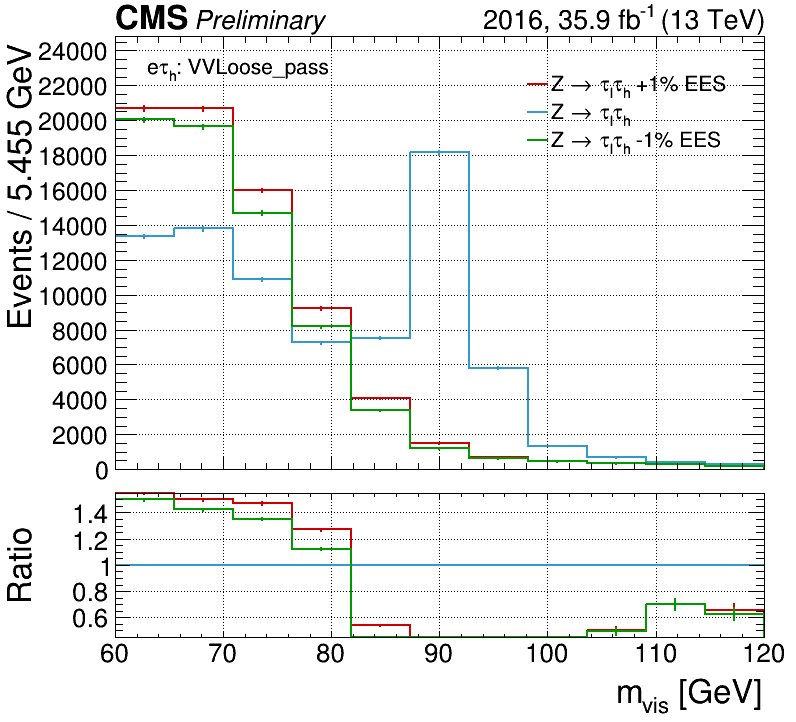 CMS Preliminary 2016, 35.9 fb⁻¹ (13 TeV)
eτₕ: VVLoose_pass
Z → τₗτₕ +1% EES
Z → τₗτₕ
Z → τₗτₕ -1% EES
Events / 5.455 GeV
24000
22000
20000
18000
16000
14000
12000
10000
8000
6000
4000
2000
0
Ratio
1.4
1.2
1
0.8
0.6
60 70 80 90 100 110 120
m_vis [GeV]